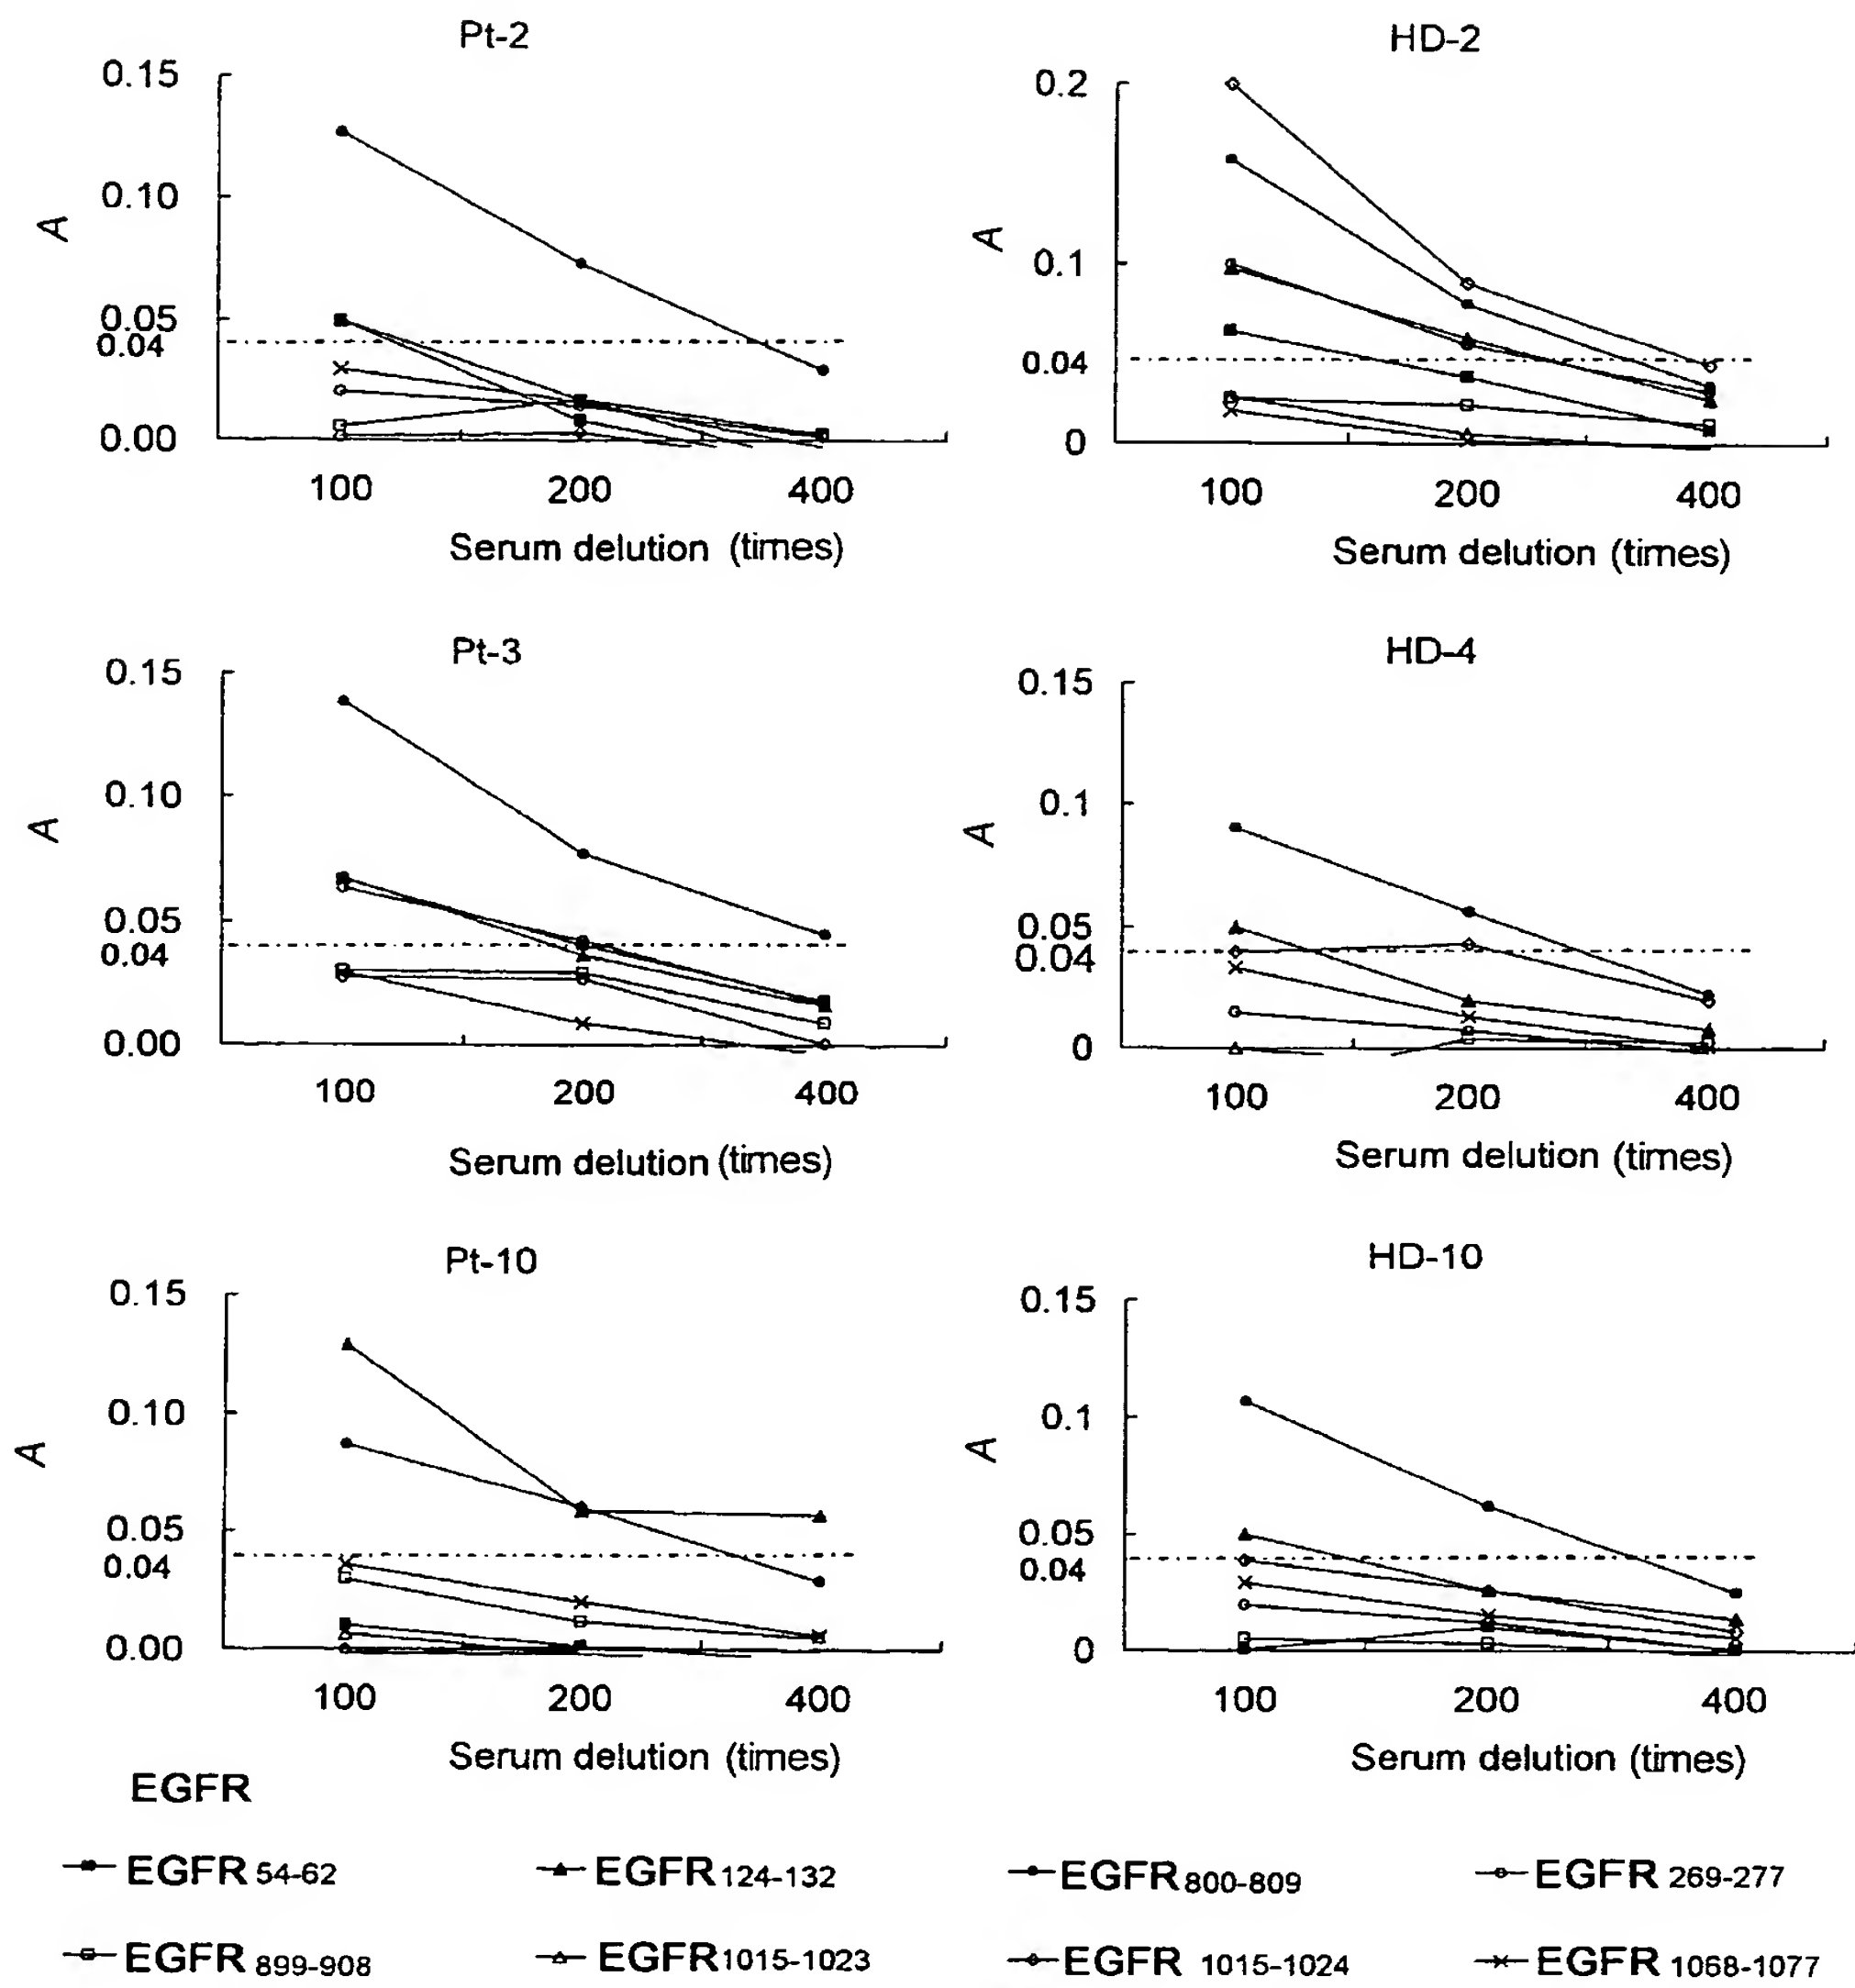 Pt-2
0.15
0.10
0.05
0.04
0.00
A
100 200 400
Serum delution (times)
HD-2
0.2
0.1
0.04
0
A
100 200 400
Serum delution (times)
Pt-3
0.15
0.10
0.05
0.04
0.00
A
100 200 400
Serum delution (times)
HD-4
0.15
0.1
0.05
0.04
0
A
100 200 400
Serum delution (times)
Pt-10
0.15
0.10
0.05
0.04
0.00
A
100 200 400
Serum delution (times)
HD-10
0.15
0.1
0.05
0.04
0
A
100 200 400
Serum delution (times)
EGFR
EGFR 54-62 EGFR 124-132 EGFR 800-809 EGFR 269-277
EGFR 899-908 EGFR 1015-1023 EGFR 1015-1024 EGFR 1068-1077